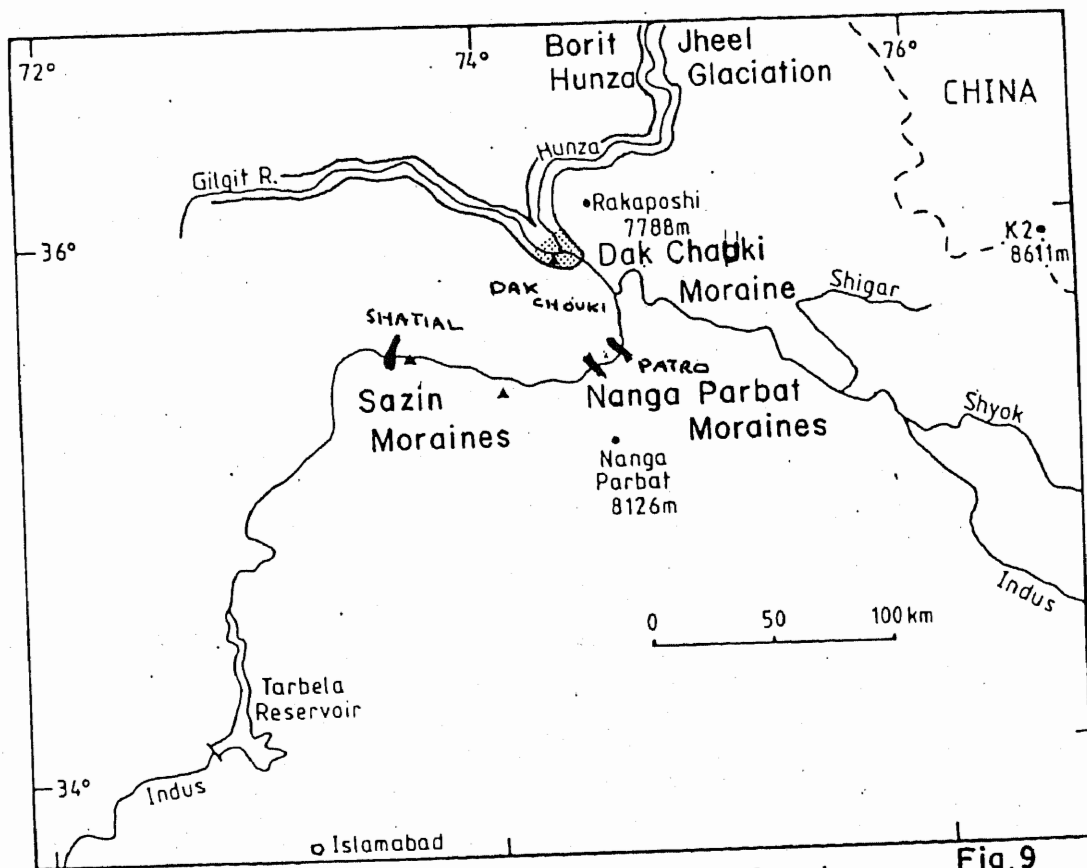 72°
74°
76°
Borit Jheel
Hunza Glaciation
CHINA
Hunza
Gilgit R.
Rakaposhi
7788m
K2
8611m
36°
Dak Chauki
Moraine
DAK
CHOUKI
Shigar
SHATIAL
PATRO
Sazin
Moraines
Nanga Parbat
Moraines
Shyok
Nanga
Parbat
8126m
Indus
0 50 100 km
Tarbela
Reservoir
34°
Indus
Islamabad
Fig.9